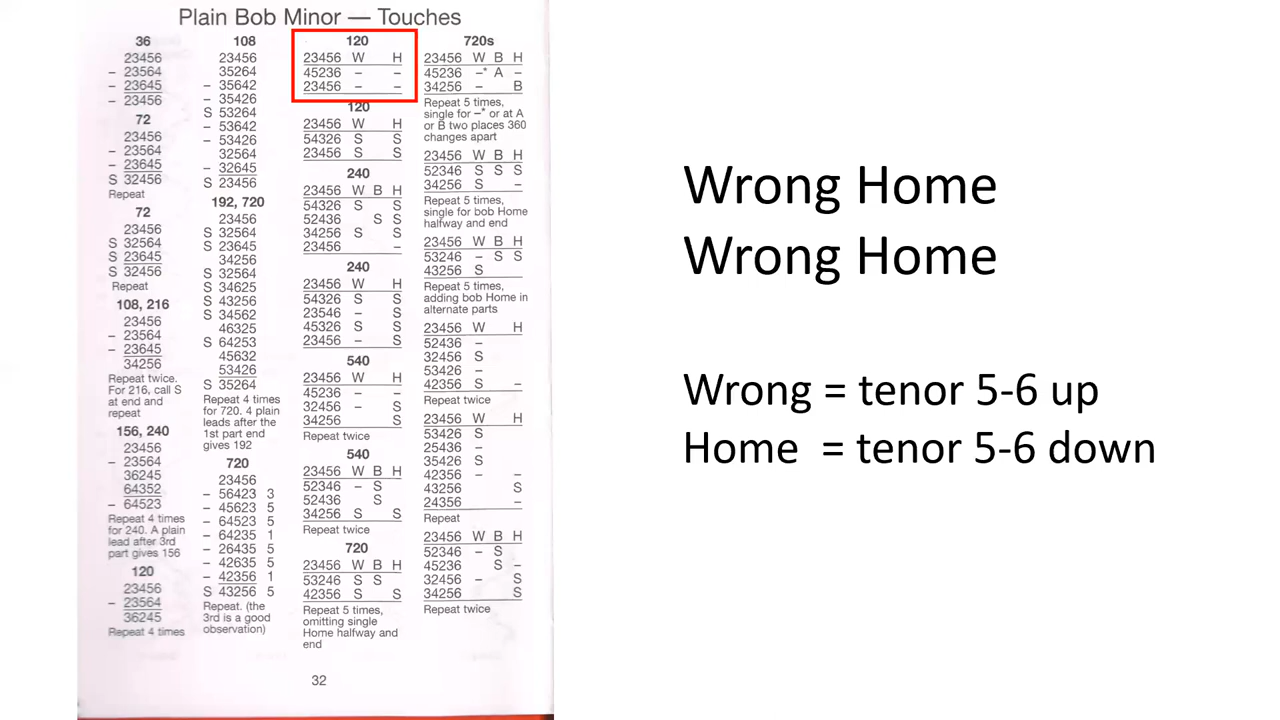 Plain Bob Minor — Touches
36
23456
– 23564
– 23645
– 23456
72
23456
– 23564
– 23645
S 32456
Repeat
72
23456
S 32564
S 23645
S 32456
Repeat
108, 216
23456
– 23564
– 23645
34256
Repeat twice.
For 216, call S
at end and
repeat
156, 240
23456
– 23564
36245
64352
– 64523
Repeat 4 times
for 240. A plain
lead after 3rd
part gives 156
120
23456
– 23564
36245
Repeat 4 times
108
23456
35264
– 35642
– 35426
S 53264
– 53642
– 53426
32564
– 32645
S 23456
192, 720
23456
S 32564
S 23645
34256
S 32564
S 34625
S 43256
S 34562
46325
S 64253
45632
53426
S 35264
Repeat 4 times
for 720. 4 plain
leads after the
1st part end
gives 192
720
23456
– 56423 3
– 45623 5
– 64523 5
– 64235 1
– 26435 5
– 42635 5
– 42356 1
S 43256 5
Repeat. (the
3rd is a good
observation)
120
23456 W H
45236 – –
23456 – –
120
23456 W H
54326 S S
23456 S S
240
23456 W B H
54326 S S
52436 S S
34256 S S
23456 –
240
23456 W H
54326 S S
23546 – S
45326 S S
23456 – S
540
23456 W H
45236 – –
32456 – S
34256 S
Repeat twice
540
23456 W B H
52346 – S
52436 S
34256 S S
Repeat twice
720
23456 W B H
53246 S S
42356 S S
Repeat 5 times,
omitting single
Home halfway and
end
720s
23456 W B H
45236 –* A –
34256 – B
Repeat 5 times,
single for –* or at A
or B two places 360
changes apart
23456 W B H
52346 S S S
34256 S –
Repeat 5 times,
single for bob Home
halfway and end
23456 W B H
53246 – S S
43256 S
Repeat 5 times,
adding bob Home in
alternate parts
23456 W H
52436 –
32456 S
53426 –
42356 S –
Repeat twice
23456 W H
53426 S
25436 –
35426 S
42356 – –
43256 S
24356 –
Repeat
23456 W B H
52346 – S
45236 S –
32456 – S
34256 S
Repeat twice
32
Wrong Home
Wrong Home
Wrong = tenor 5-6 up
Home = tenor 5-6 down